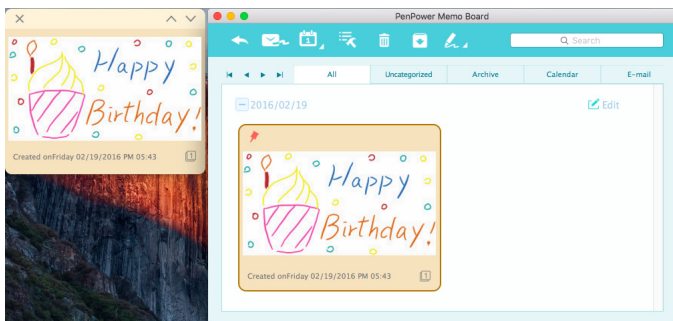 Happy
Birthday!
Created onFriday 02/19/2016 PM 05:43
1
PenPower Memo Board
1
Search
All
Uncategorized
Archive
Calendar
E-mail
2016/02/19
Edit
Happy
Birthday!
Created onFriday 02/19/2016 PM 05:43
1